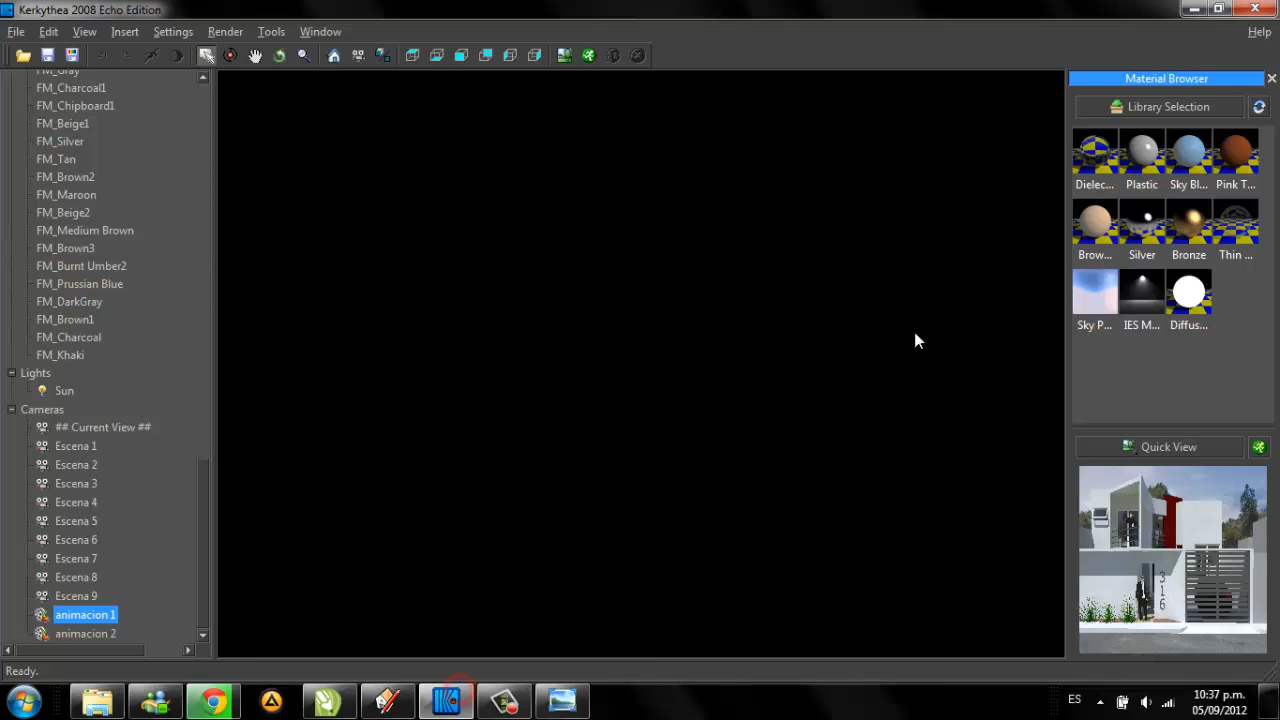 Kerkythea 2008 Echo Edition
File Edit View Insert Settings Render Tools Window Help
FM_Gray
FM_Charcoal1
FM_Chipboard1
FM_Beige1
FM_Silver
FM_Tan
FM_Brown2
FM_Maroon
FM_Beige2
FM_Medium Brown
FM_Brown3
FM_Burnt Umber2
FM_Prussian Blue
FM_DarkGray
FM_Brown1
FM_Charcoal
FM_Khaki
Lights
Sun
Cameras
## Current View ##
Escena 1
Escena 2
Escena 3
Escena 4
Escena 5
Escena 6
Escena 7
Escena 8
Escena 9
animacion 1
animacion 2
Material Browser
Library Selection
Dielec... Plastic Sky Bl... Pink T...
Brow... Silver Bronze Thin ...
Sky P... IES M... Diffus...
Quick View
316
Ready.
ES
10:37 p.m.
05/09/2012